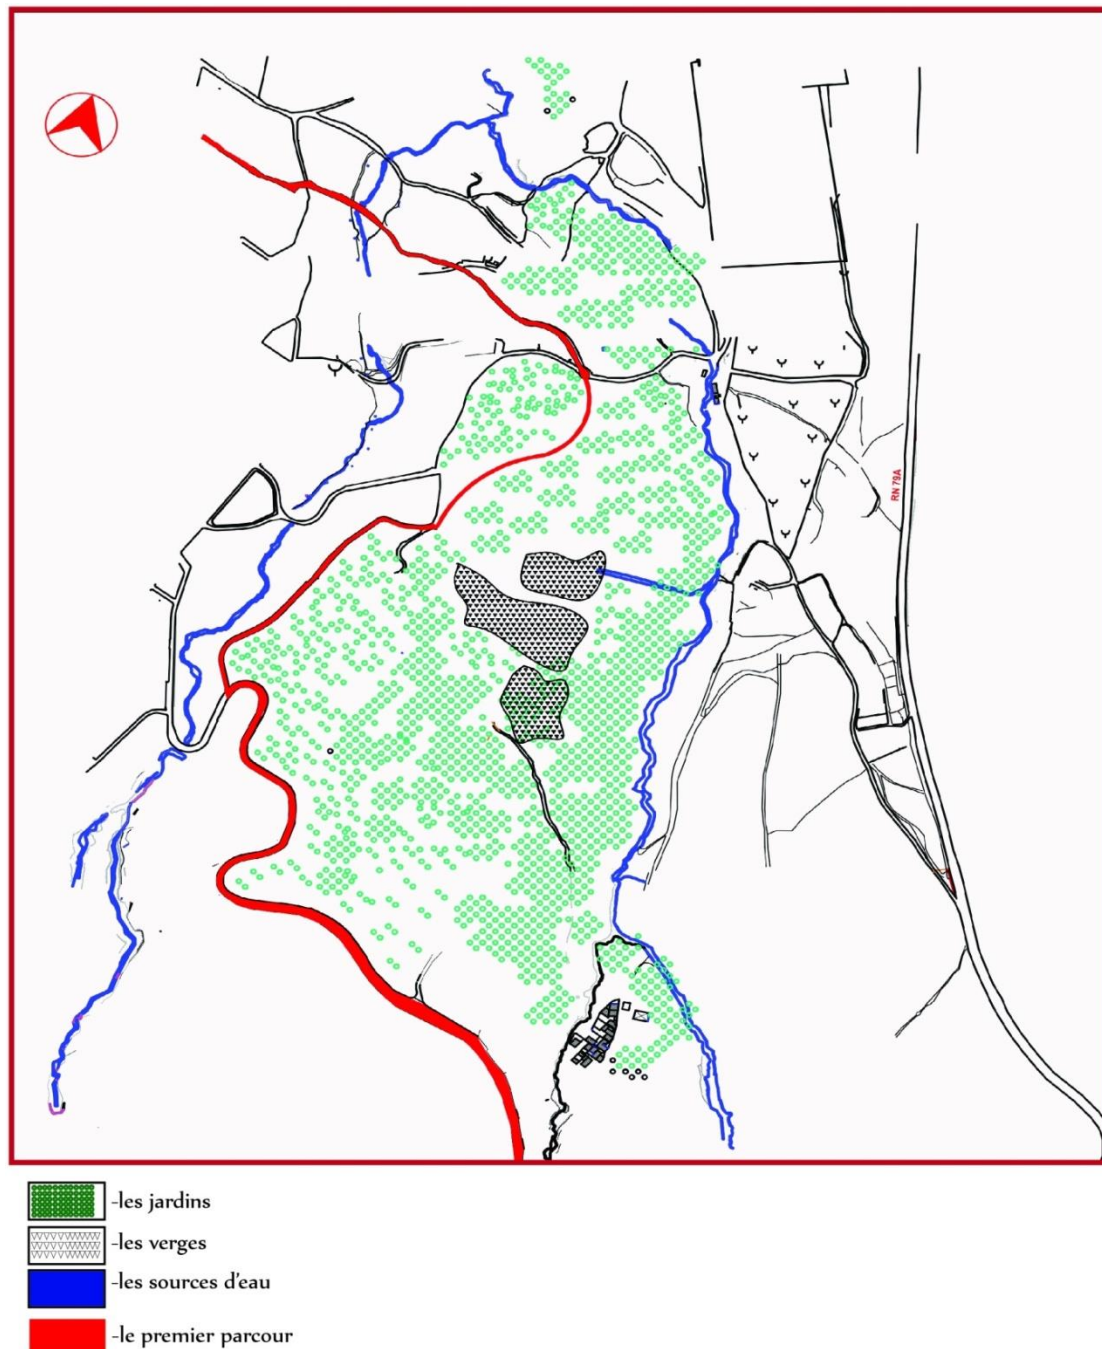 RN 79A
-les jardins
-les verges
-les sources d'eau
-le premier parcour